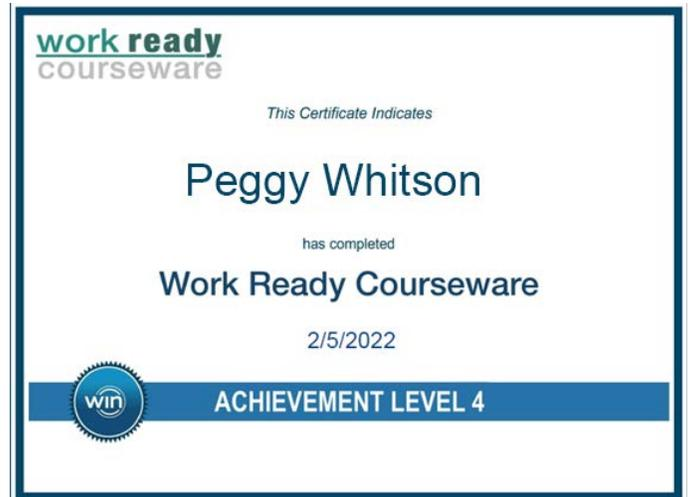 work ready
courseware
This Certificate Indicates
Peggy Whitson
has completed
Work Ready Courseware
2/5/2022
win
ACHIEVEMENT LEVEL 4